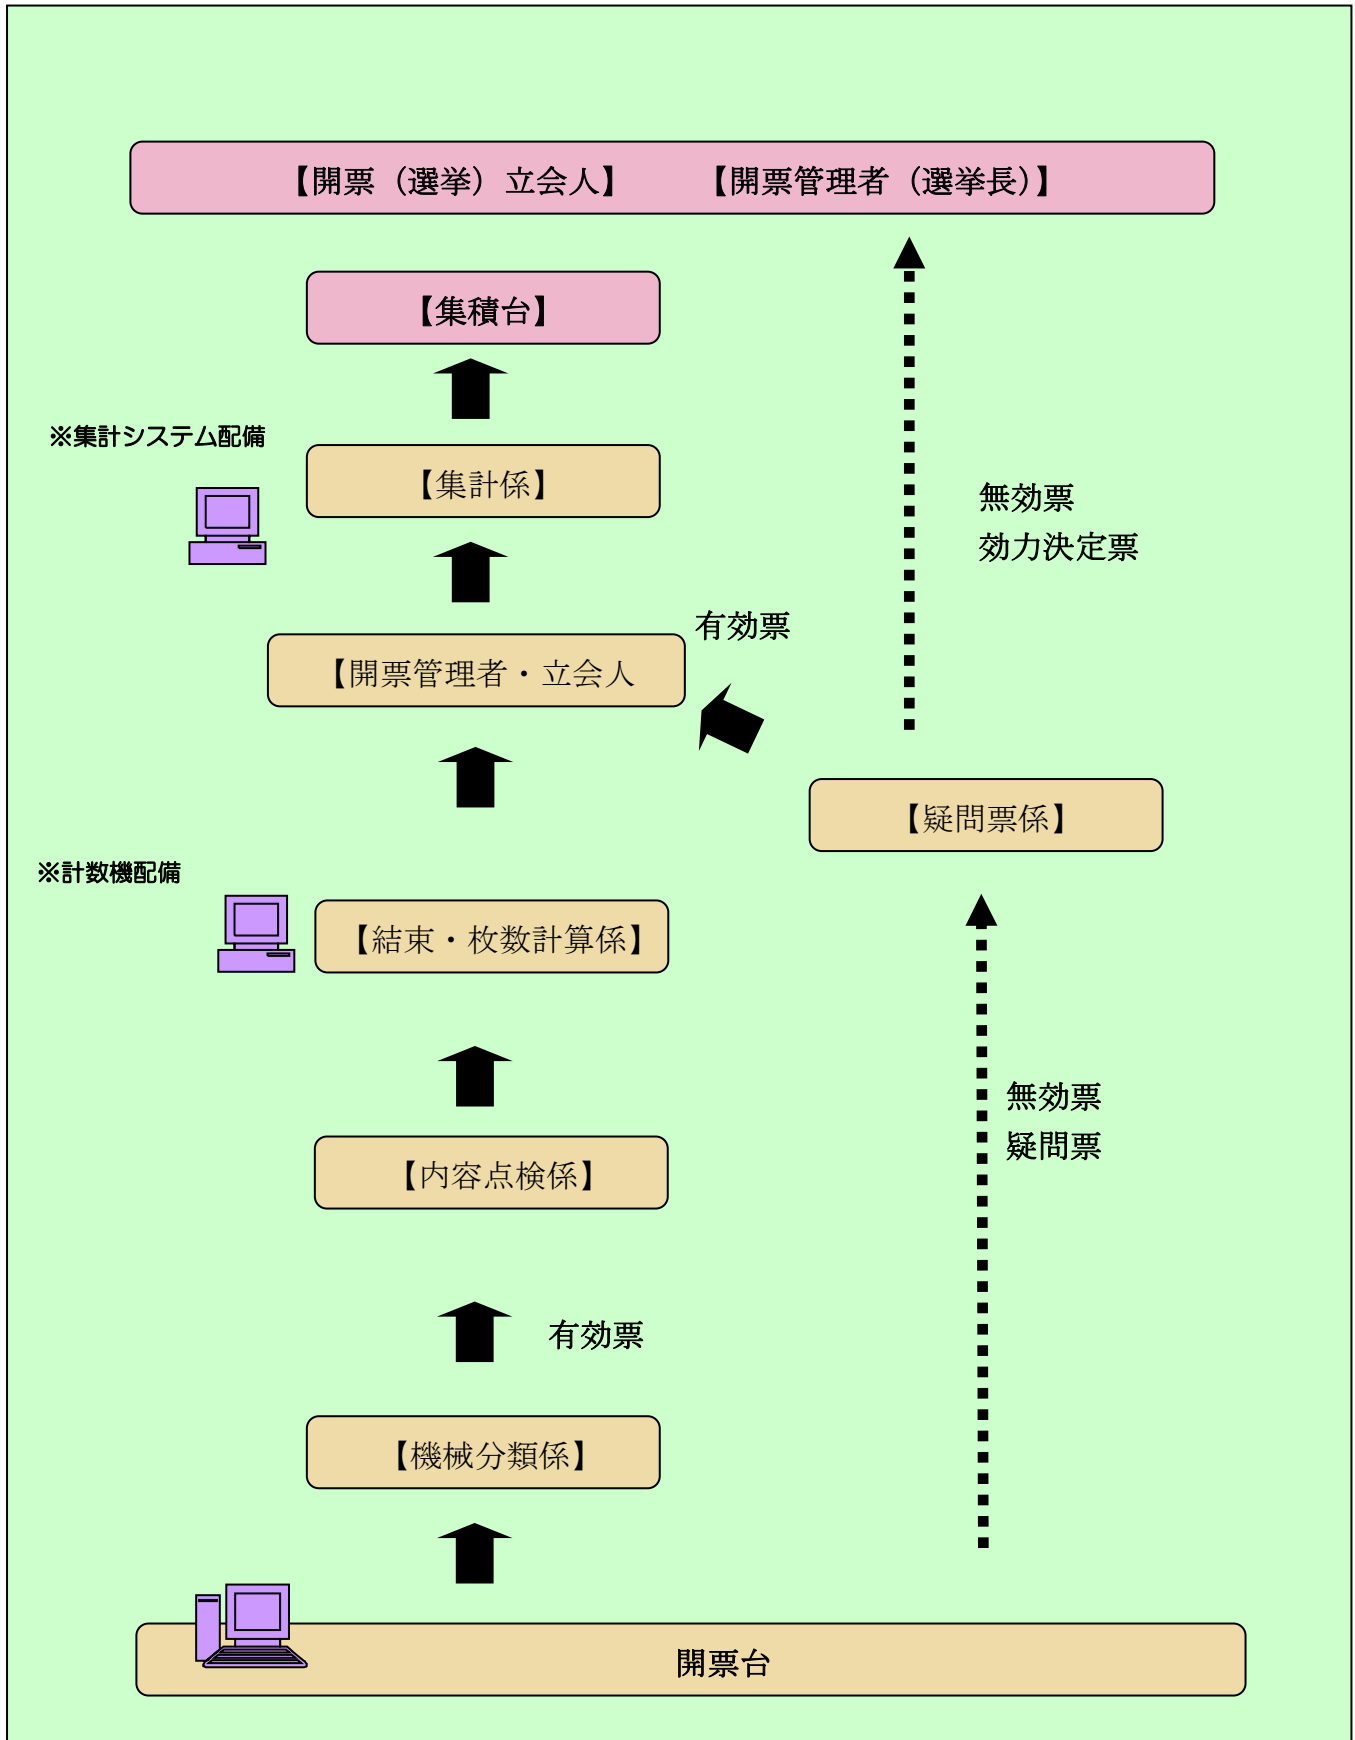 【開票（選挙）立会人】　【開票管理者（選挙長）】
【集積台】
※集計システム配備
【集計係】
無効票
効力決定票
有効票
【開票管理者・立会人
【疑問票係】
※計数機配備
【結束・枚数計算係】
無効票
疑問票
【内容点検係】
有効票
【機械分類係】
開票台